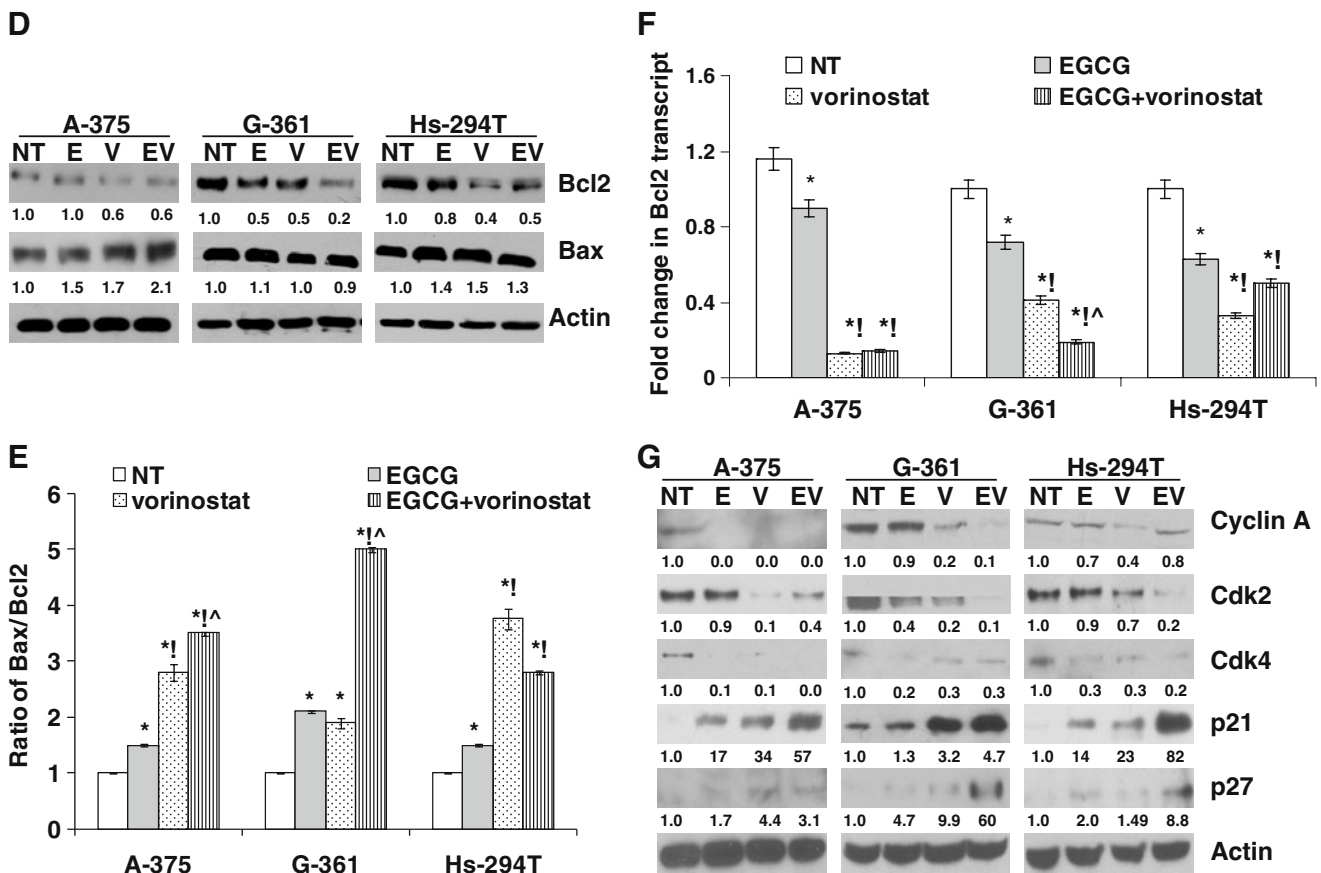 D
A-375 G-361 Hs-294T
NT E V EV NT E V EV NT E V EV
Bcl2
1.0 1.0 0.6 0.6 1.0 0.5 0.5 0.2 1.0 0.8 0.4 0.5
Bax
1.0 1.5 1.7 2.1 1.0 1.1 1.0 0.9 1.0 1.4 1.5 1.3
Actin
E
NT EGCG
vorinostat EGCG+vorinostat
Ratio of Bax/Bcl2
6
5
4
3
2
1
0
* *! *!^
* * *!^
* *! *!
A-375 G-361 Hs-294T
F
NT EGCG
vorinostat EGCG+vorinostat
Fold change in Bcl2 transcript
1.6
1.2
0.8
0.4
0
* *! *!
* *! *!^
* *! *!
A-375 G-361 Hs-294T
G
A-375 G-361 Hs-294T
NT E V EV NT E V EV NT E V EV
Cyclin A
1.0 0.0 0.0 0.0 1.0 0.9 0.2 0.1 1.0 0.7 0.4 0.8
Cdk2
1.0 0.9 0.1 0.4 1.0 0.4 0.2 0.1 1.0 0.9 0.7 0.2
Cdk4
1.0 0.1 0.1 0.0 1.0 0.2 0.3 0.3 1.0 0.3 0.3 0.2
p21
1.0 17 34 57 1.0 1.3 3.2 4.7 1.0 14 23 82
p27
1.0 1.7 4.4 3.1 1.0 4.7 9.9 60 1.0 2.0 1.49 8.8
Actin